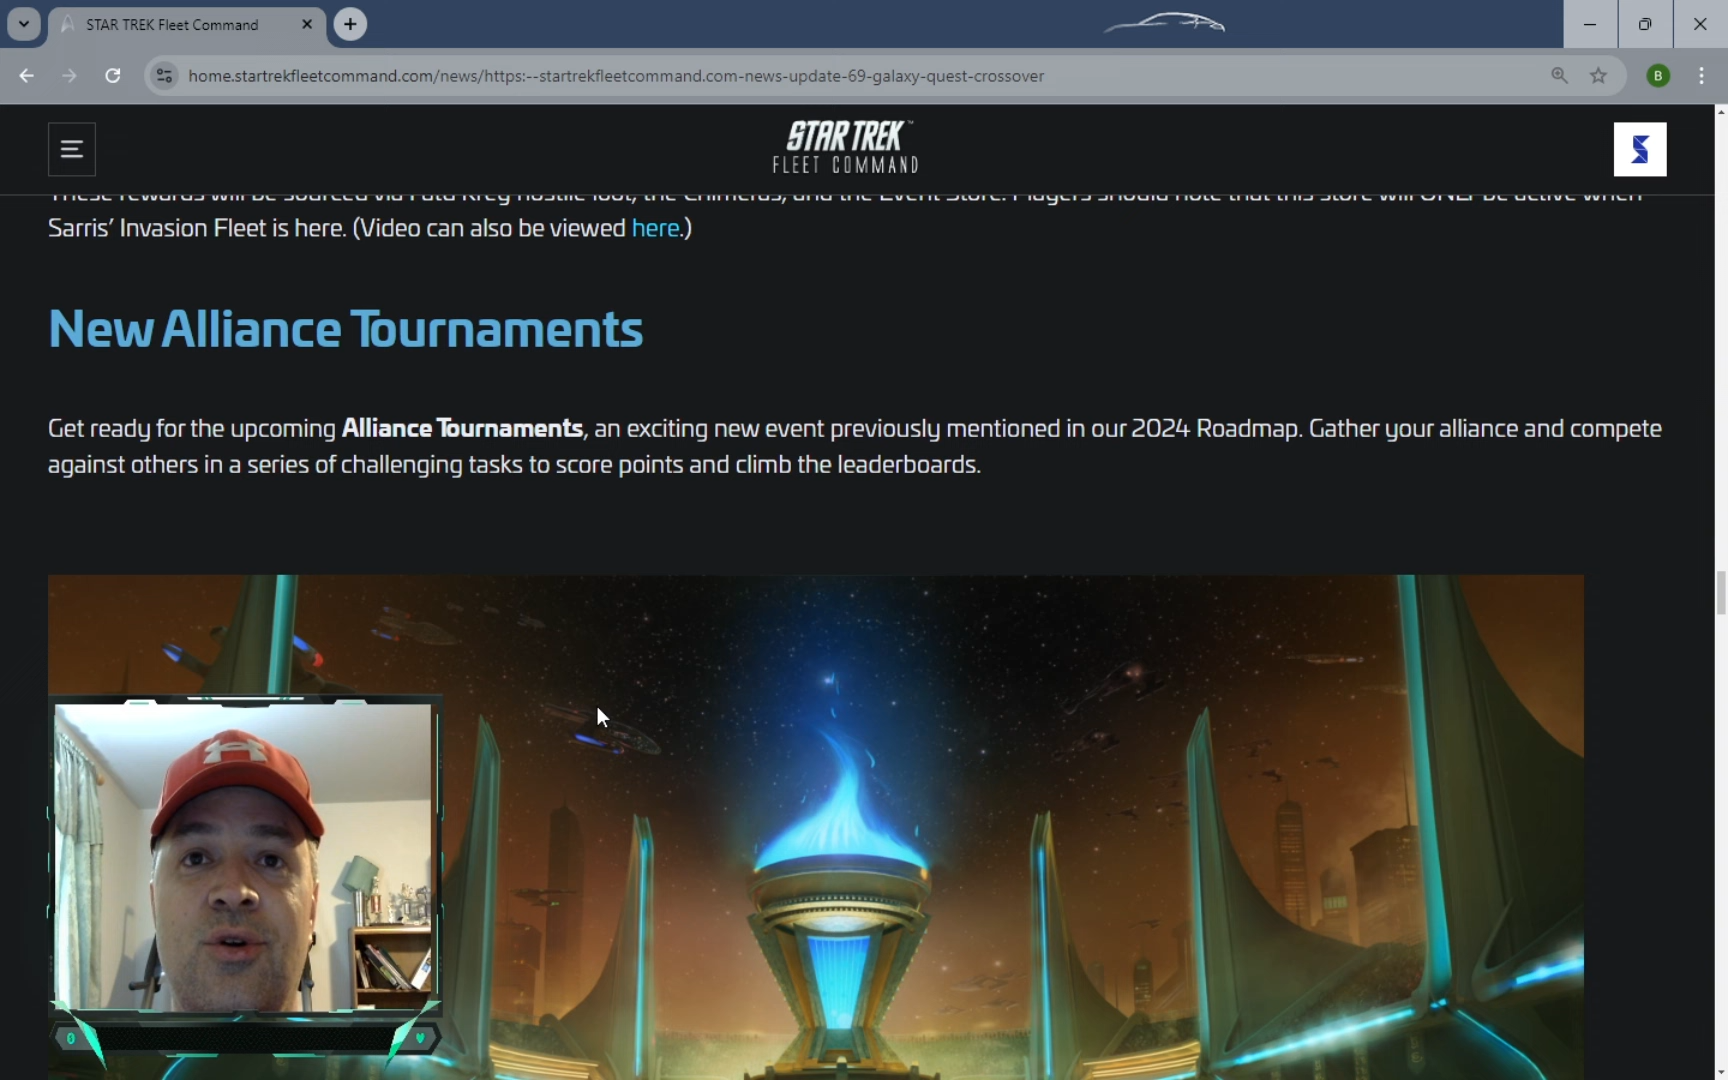 STAR TREK Fleet Command
home.startrekfleetcommand.com/news/https:--startrekfleetcommand.com-news-update-69-galaxy-quest-crossover
B
STAR TREK™
FLEET COMMAND
These rewards will be sourced via Fatu Kreg hostile loot, the Chimeras, and the Event Store. Players should note that this store will ONLY be active when
Sarris’ Invasion Fleet is here. (Video can also be viewed here.)
New Alliance Tournaments
Get ready for the upcoming Alliance Tournaments, an exciting new event previously mentioned in our 2024 Roadmap. Gather your alliance and compete
against others in a series of challenging tasks to score points and climb the leaderboards.
0